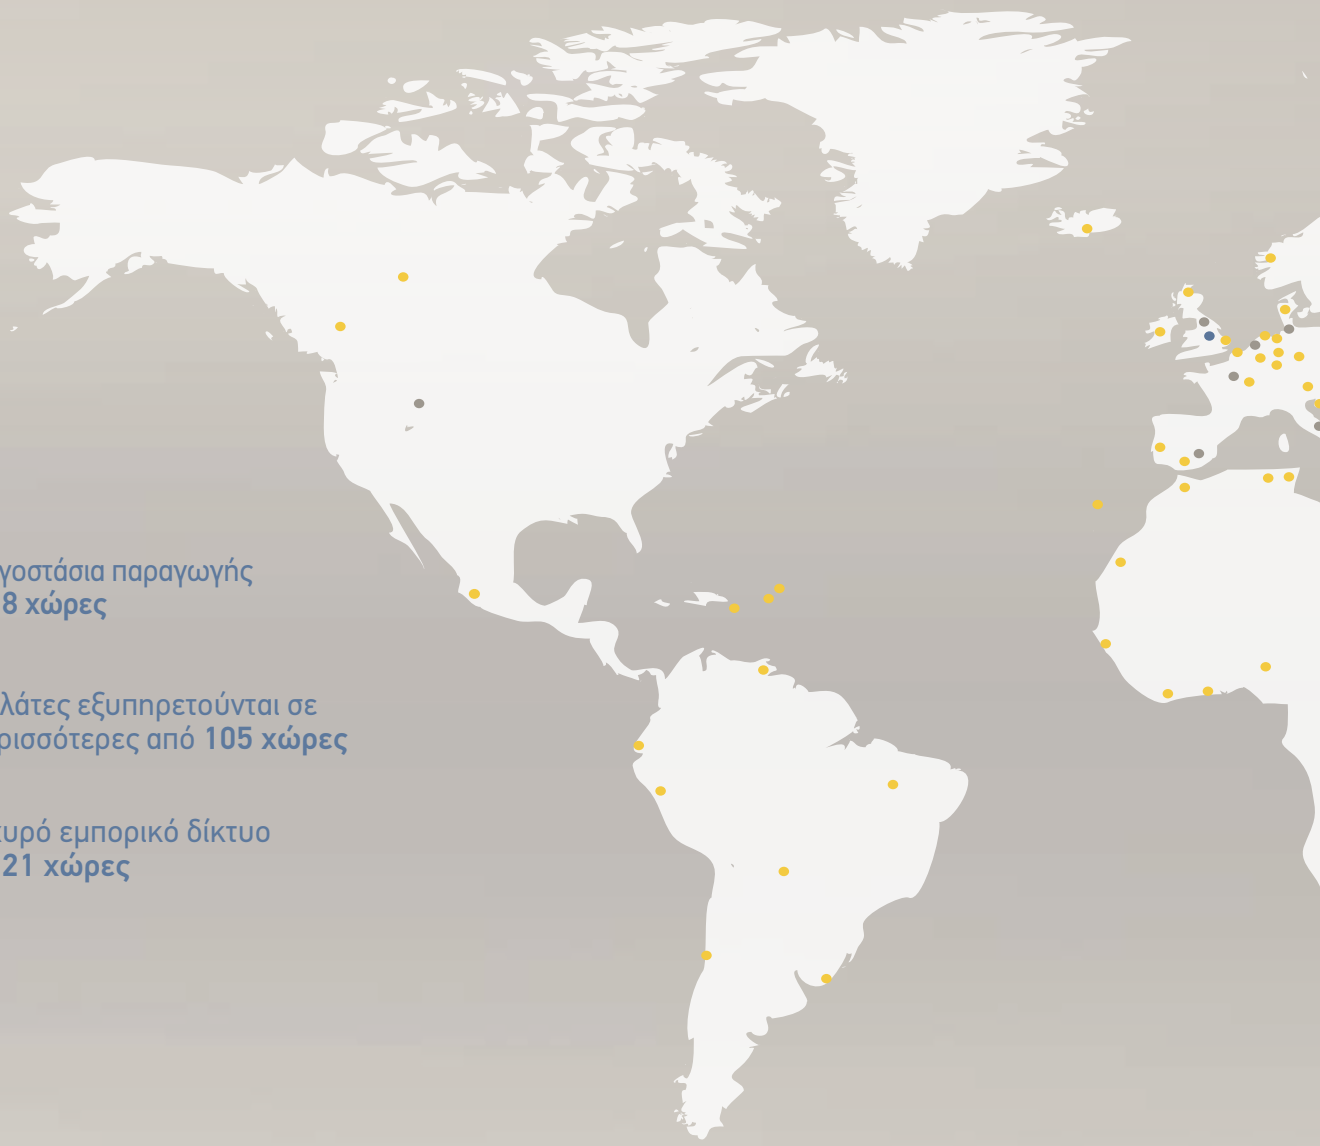 γοστάσια παραγωγής
8 χώρες
λάτες εξυπηρετούνται σε
ρισσότερες από 105 χώρες
υρό εμπορικό δίκτυο
21 χώρες